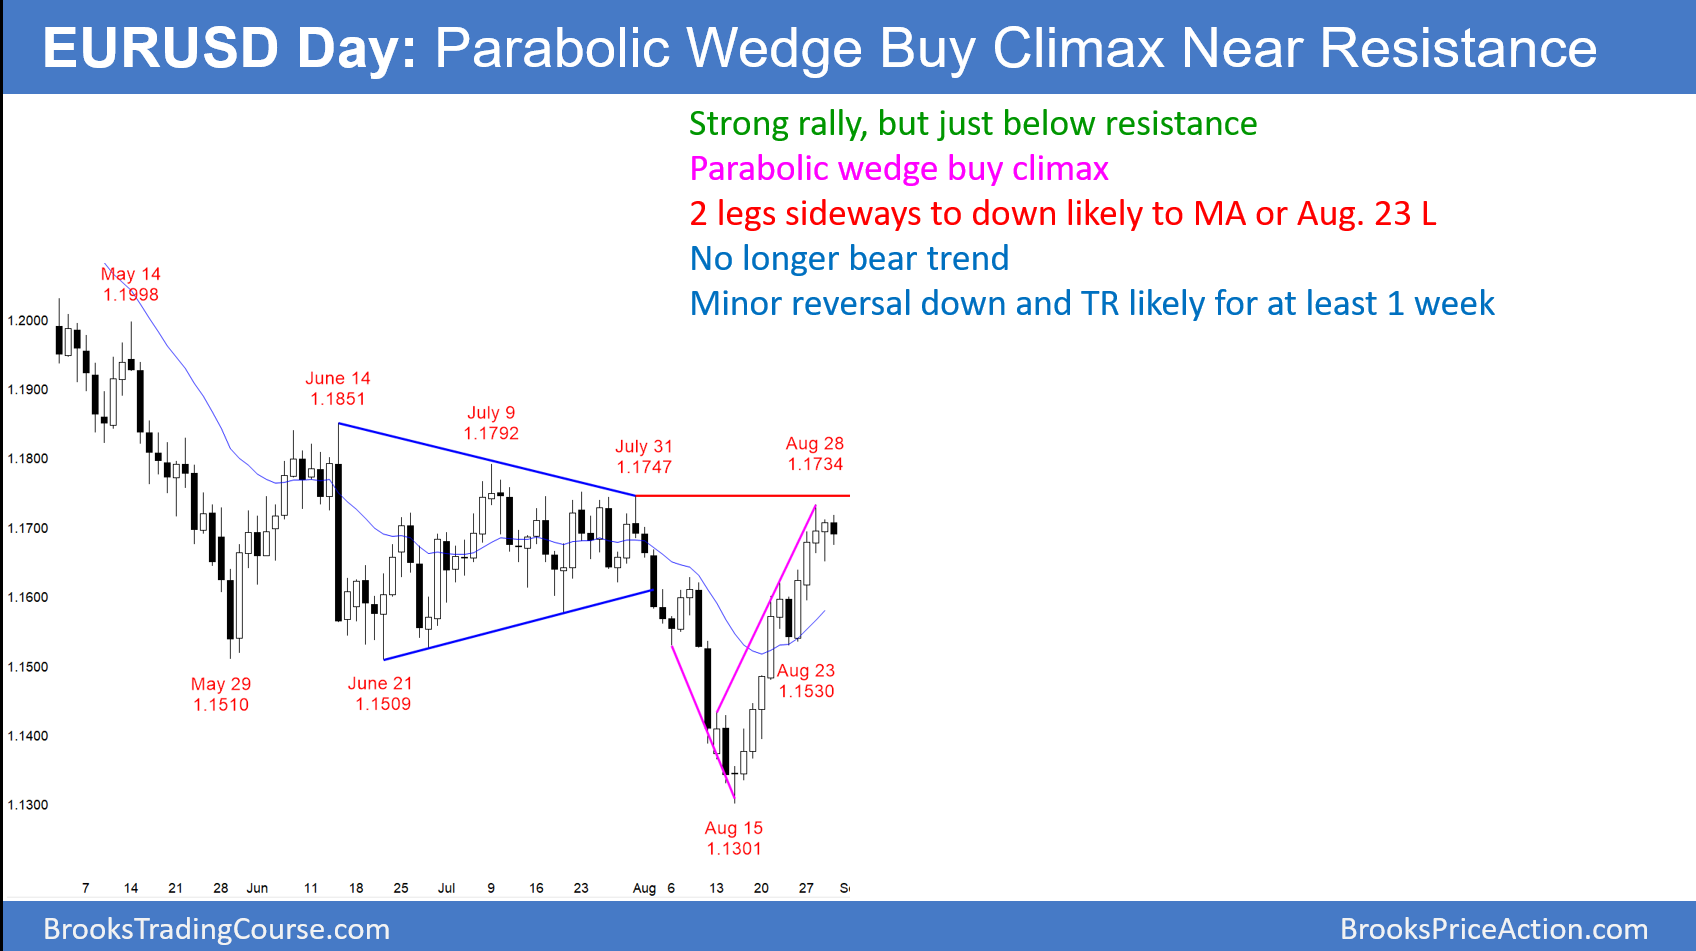 EURUSD Day: Parabolic Wedge Buy Climax Near Resistance
Strong rally, but just below resistance
Parabolic wedge buy climax
2 legs sideways to down likely to MA or Aug. 23 L
No longer bear trend
Minor reversal down and TR likely for at least 1 week
May 14
1.1998
June 14
1.1851
July 9
1.1792
July 31
1.1747
Aug 28
1.1734
May 29
1.1510
June 21
1.1509
Aug 23
1.1530
Aug 15
1.1301
1.2000
1.1900
1.1800
1.1700
1.1600
1.1500
1.1400
1.1300
7 14 21 28 Jun 11 18 25 Jul 9 16 23 Aug 6 13 20 27 S
BrooksTradingCourse.com
BrooksPriceAction.com